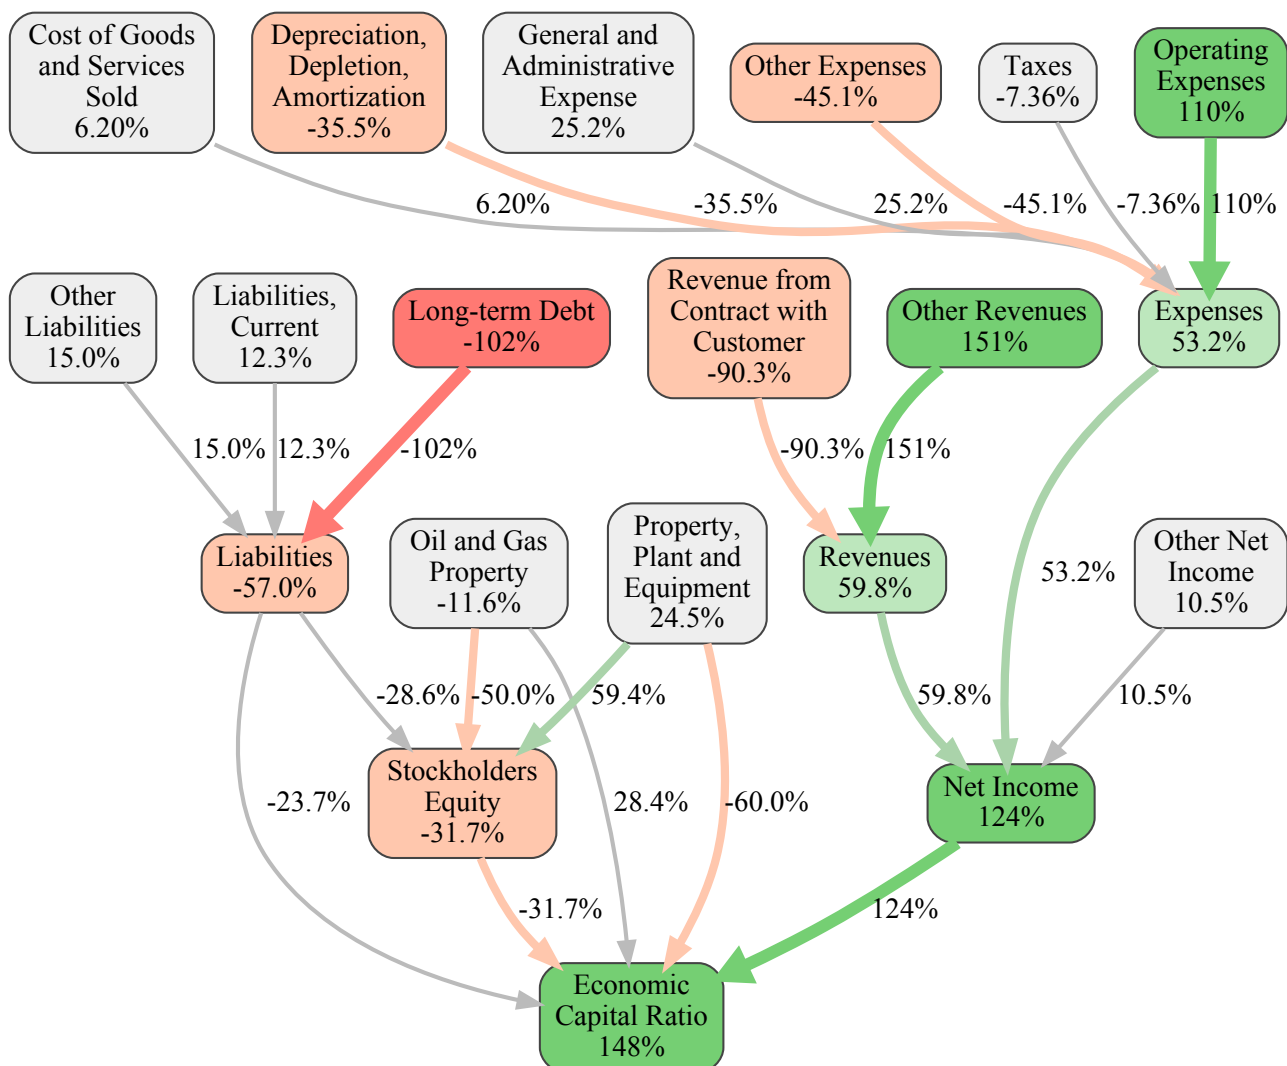 Cost of Goods
and Services
Sold
6.20%
Depreciation,
Depletion,
Amortization
-35.5%
General and
Administrative
Expense
25.2%
Other Expenses
-45.1%
Taxes
-7.36%
Operating
Expenses
110%
6.20%
-35.5%
25.2%
-45.1%
-7.36%
110%
Other
Liabilities
15.0%
Liabilities,
Current
12.3%
Long-term Debt
-102%
Revenue from
Contract with
Customer
-90.3%
Other Revenues
151%
Expenses
53.2%
15.0%
12.3%
-102%
-90.3%
151%
Liabilities
-57.0%
Oil and Gas
Property
-11.6%
Property,
Plant and
Equipment
24.5%
Revenues
59.8%
53.2%
Other Net
Income
10.5%
-28.6%
-50.0%
59.4%
59.8%
10.5%
Stockholders
Equity
-31.7%
Net Income
124%
-23.7%
28.4%
-60.0%
-31.7%
124%
Economic
Capital Ratio
148%